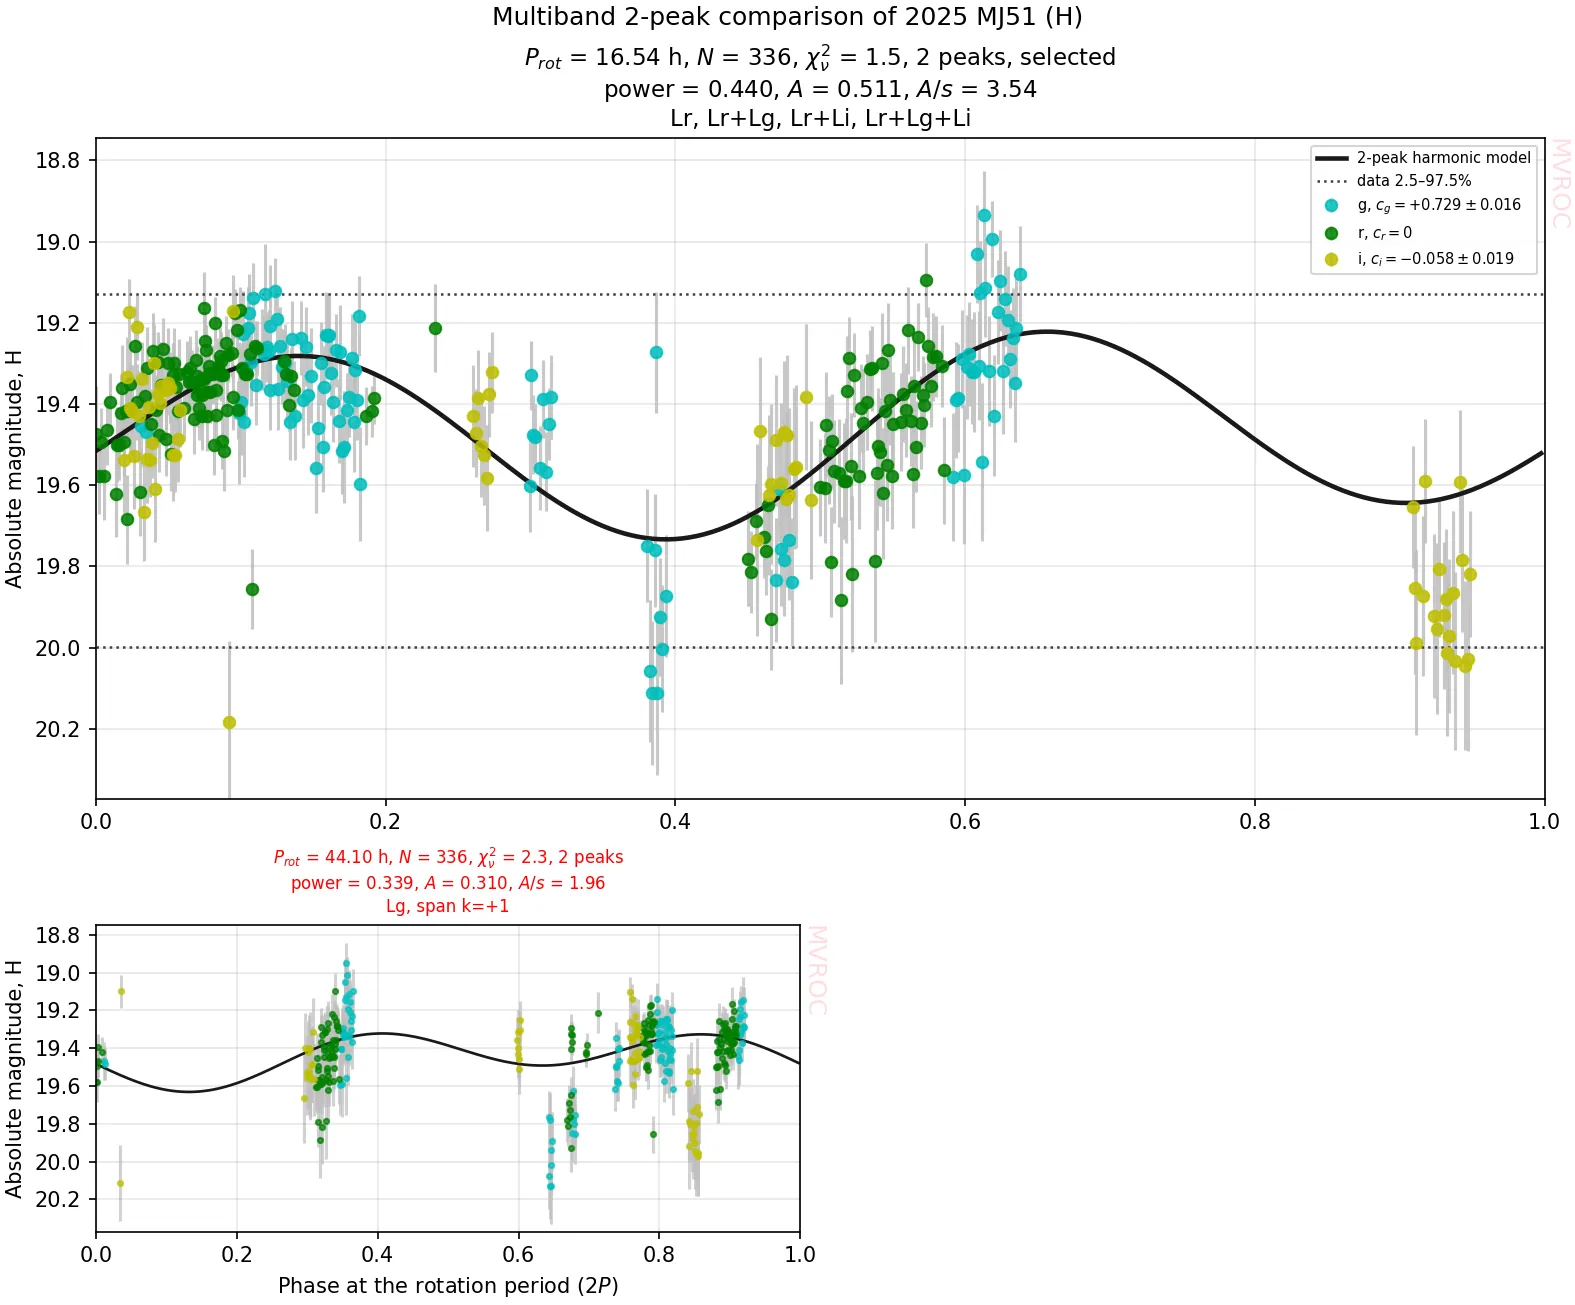 Multiband 2-peak comparison of 2025 MJ51 (H)
P_rot = 16.54 h, N = 336, χ²_ν = 1.5, 2 peaks, selected
power = 0.440, A = 0.511, A/s = 3.54
Lr, Lr+Lg, Lr+Li, Lr+Lg+Li
2-peak harmonic model
data 2.5–97.5%
g, c_g = +0.729 ± 0.016
r, c_r = 0
i, c_i = −0.058 ± 0.019
MVROC
Absolute magnitude, H
18.8
19.0
19.2
19.4
19.6
19.8
20.0
20.2
0.0 0.2 0.4 0.6 0.8 1.0
P_rot = 44.10 h, N = 336, χ²_ν = 2.3, 2 peaks
power = 0.339, A = 0.310, A/s = 1.96
Lg, span k=+1
MVROC
Absolute magnitude, H
18.8
19.0
19.2
19.4
19.6
19.8
20.0
20.2
0.0 0.2 0.4 0.6 0.8 1.0
Phase at the rotation period (2P)